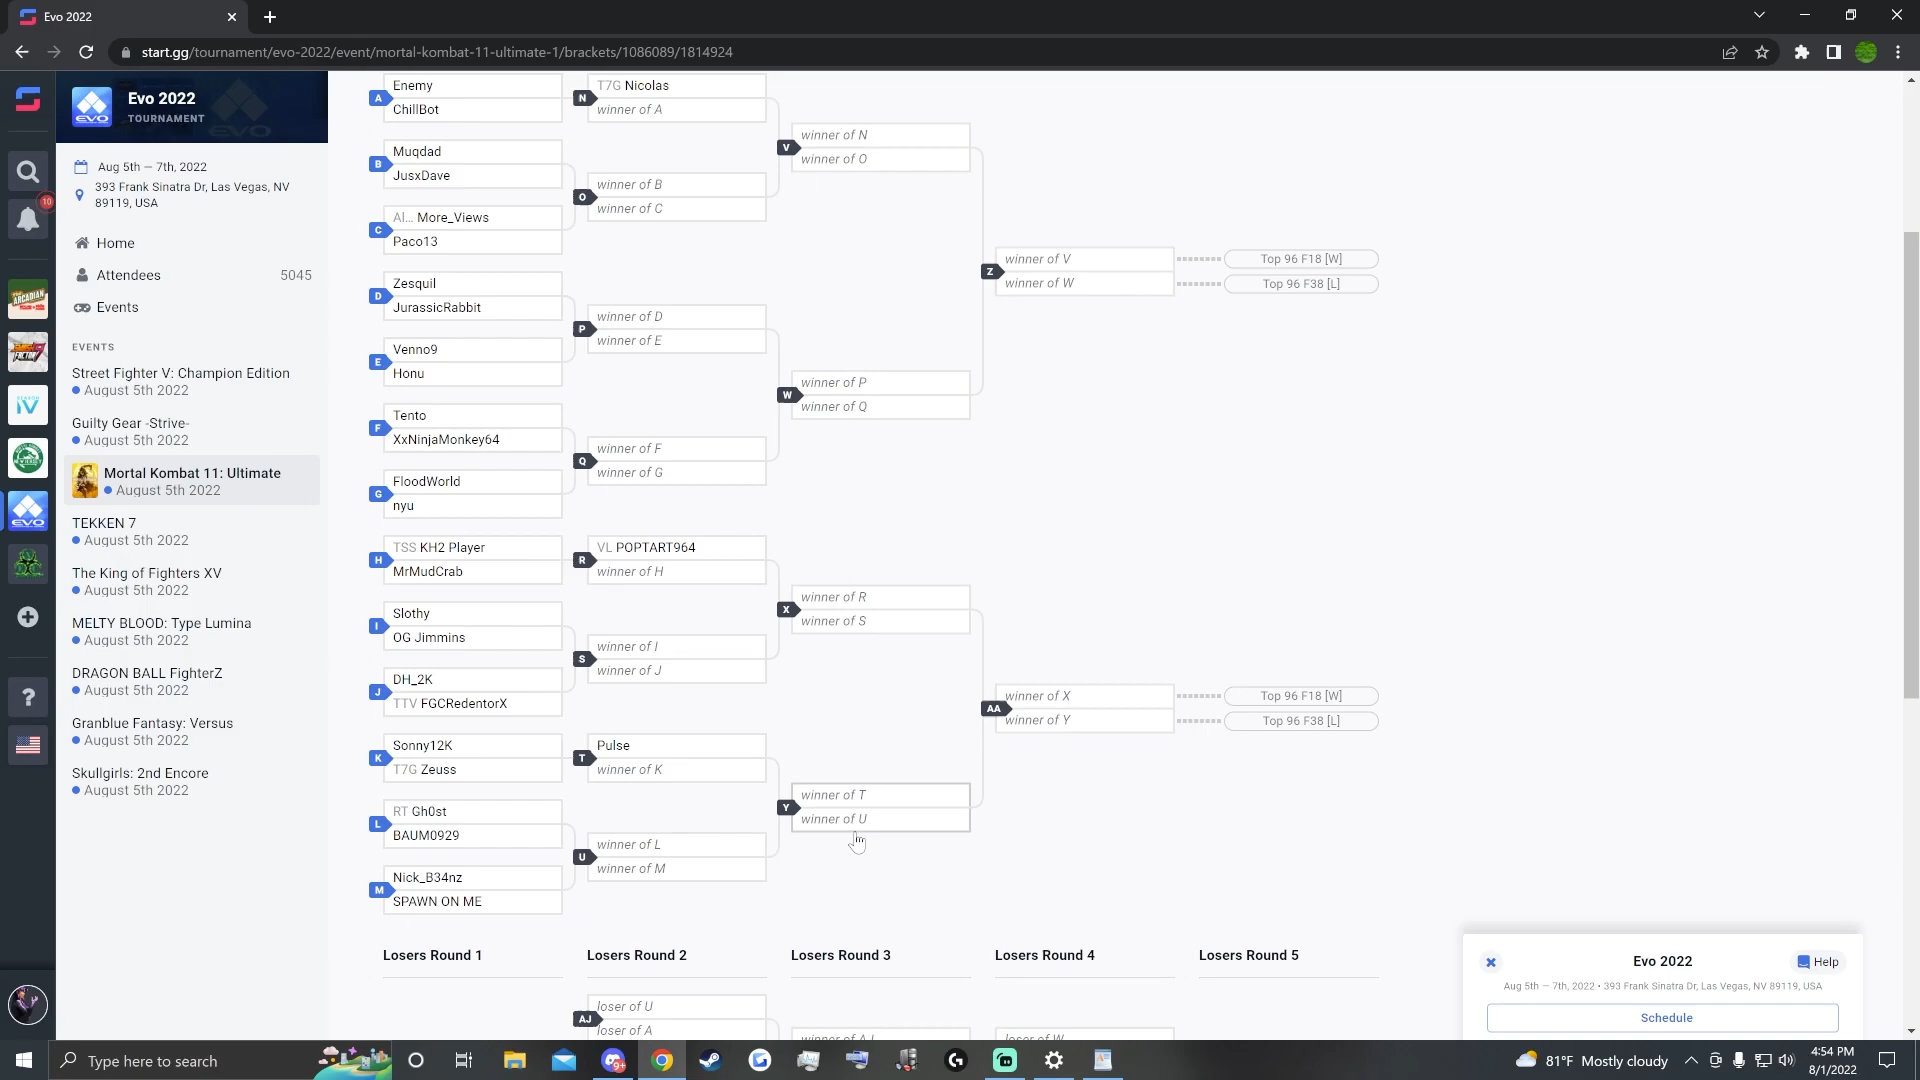 Evo 2022
start.gg/tournament/evo-2022/event/mortal-kombat-11-ultimate-1/brackets/1086089/1814924
Evo 2022
TOURNAMENT
EVO
Aug 5th — 7th, 2022
393 Frank Sinatra Dr, Las Vegas, NV
89119, USA
10
Home
Attendees 5045
Events
EVENTS
Street Fighter V: Champion Edition
August 5th 2022
Guilty Gear -Strive-
August 5th 2022
Mortal Kombat 11: Ultimate
August 5th 2022
TEKKEN 7
August 5th 2022
The King of Fighters XV
August 5th 2022
MELTY BLOOD: Type Lumina
August 5th 2022
DRAGON BALL FighterZ
August 5th 2022
Granblue Fantasy: Versus
August 5th 2022
Skullgirls: 2nd Encore
August 5th 2022
ARCADIAN
IV
EVO
?
A
Enemy
ChillBot
B
Muqdad
JusxDave
C
Al... More_Views
Paco13
D
Zesquil
JurassicRabbit
E
Venno9
Honu
F
Tento
XxNinjaMonkey64
G
FloodWorld
nyu
H
TSS KH2 Player
MrMudCrab
I
Slothy
OG Jimmins
J
DH_2K
TTV FGCRedentorX
K
Sonny12K
T7G Zeuss
L
RT Gh0st
BAUM0929
M
Nick_B34nz
SPAWN ON ME
N
T7G Nicolas
winner of A
O
winner of B
winner of C
P
winner of D
winner of E
Q
winner of F
winner of G
R
VL POPTART964
winner of H
S
winner of I
winner of J
T
Pulse
winner of K
U
winner of L
winner of M
V
winner of N
winner of O
W
winner of P
winner of Q
X
winner of R
winner of S
Y
winner of T
winner of U
Z
winner of V
winner of W
Top 96 F18 [W]
Top 96 F38 [L]
AA
winner of X
winner of Y
Top 96 F18 [W]
Top 96 F38 [L]
Losers Round 1
Losers Round 2
Losers Round 3
Losers Round 4
Losers Round 5
AJ
loser of U
loser of A
winner of AJ
loser of W
Evo 2022
Help
Aug 5th — 7th, 2022 • 393 Frank Sinatra Dr, Las Vegas, NV 89119, USA
Schedule
Type here to search
9+
81°F Mostly cloudy
4:54 PM
8/1/2022